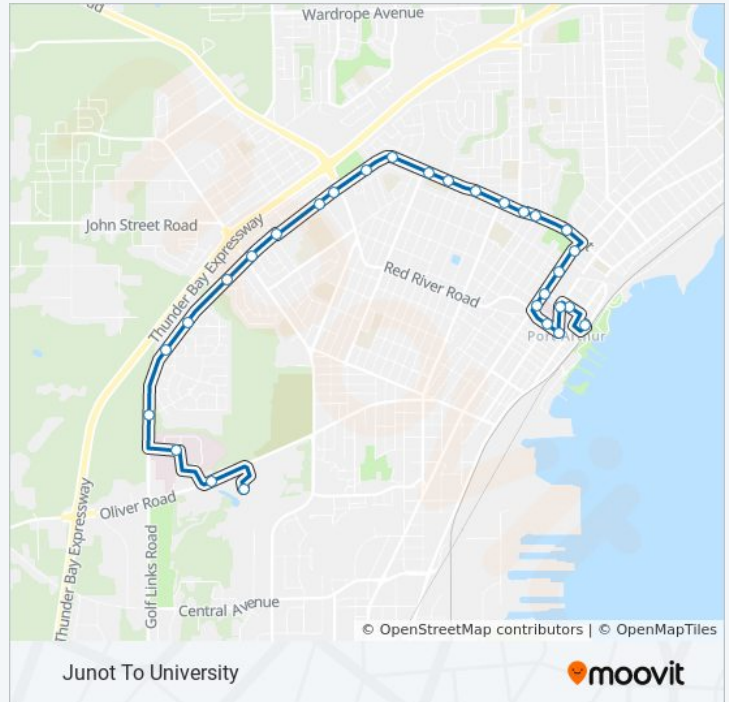 Wardrope Avenue
John Street Road
Thunder Bay Expressway
Red River Road
Port Arthur
Oliver Road
Golf Links Road
Thunder Bay Expressway
Central Avenue
© OpenStreetMap contributors | © OpenMapTiles
Junot To University
moovit